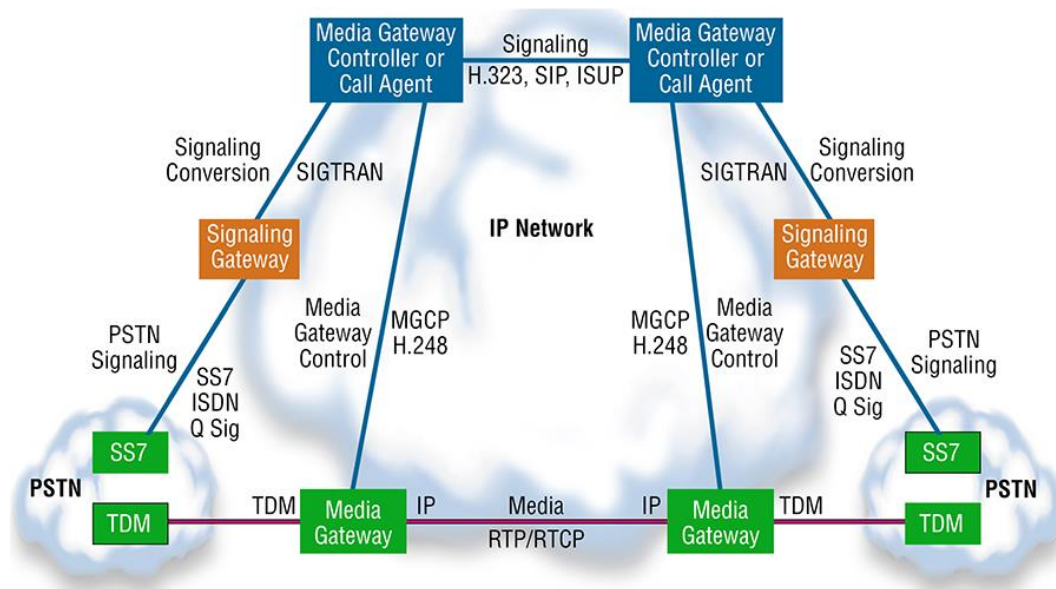 Media Gateway
Controller or
Call Agent
Signaling
H.323, SIP, ISUP
Media Gateway
Controller or
Call Agent
Signaling
Conversion
SIGTRAN
SIGTRAN
Signaling
Conversion
Signaling
Gateway
IP Network
Signaling
Gateway
Media
Gateway
Control
MGCP
H.248
MGCP
H.248
Media
Gateway
Control
PSTN
Signaling
SS7
ISDN
Q Sig
SS7
ISDN
Q Sig
PSTN
Signaling
SS7
PSTN
TDM
SS7
PSTN
TDM
TDM
Media
Gateway
IP
Media
RTP/RTCP
IP
Media
Gateway
TDM